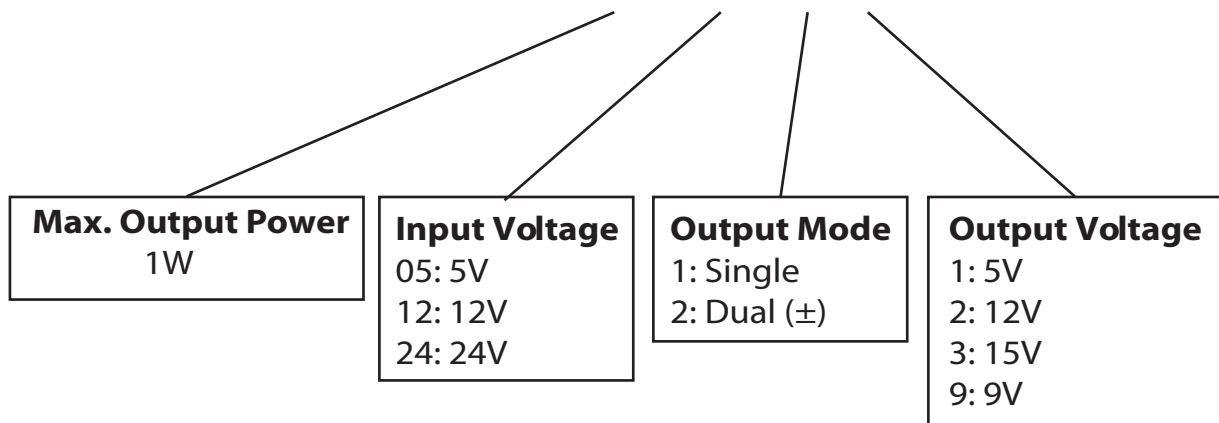 Max. Output Power
1W
Input Voltage
05: 5V
12: 12V
24: 24V
Output Mode
1: Single
2: Dual (±)
Output Voltage
1: 5V
2: 12V
3: 15V
9: 9V